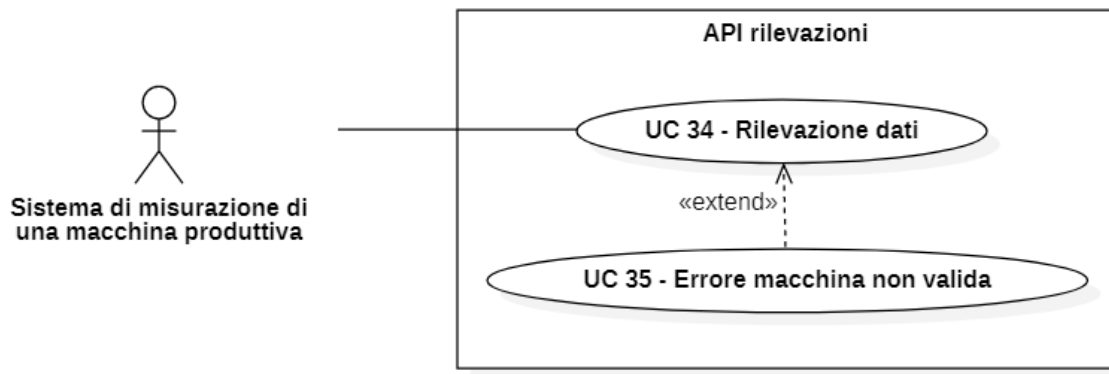 API rilevazioni
UC 34 - Rilevazione dati
«extend»
Sistema di misurazione di
una macchina produttiva
UC 35 - Errore macchina non valida